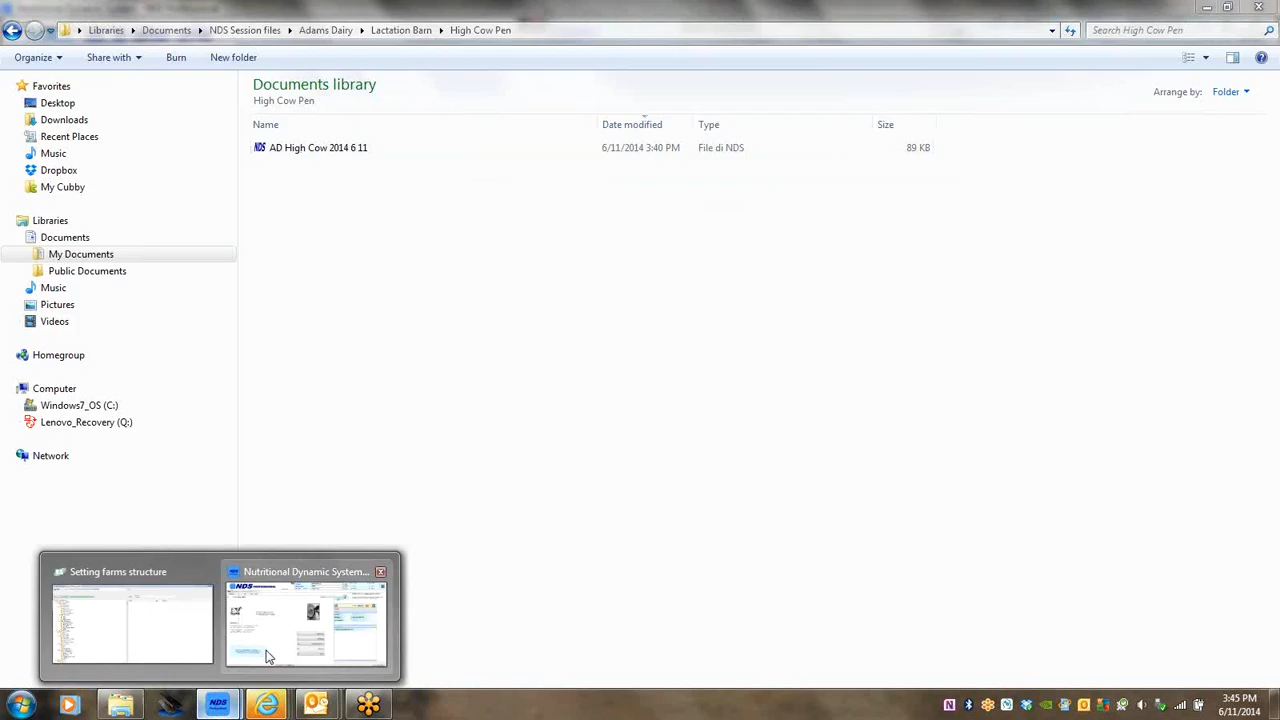 Libraries Documents NDS Session files Adams Dairy Lactation Barn High Cow Pen Search High Cow Pen
Organize Share with Burn New folder
Favorites
Desktop
Downloads
Recent Places
Music
Dropbox
My Cubby
Libraries
Documents
My Documents
Public Documents
Music
Pictures
Videos
Homegroup
Computer
Windows7_OS (C:)
Lenovo_Recovery (Q:)
Network
Documents library
High Cow Pen
Arrange by: Folder
Name Date modified Type Size
NDS AD High Cow 2014 6 11 6/11/2014 3:40 PM File di NDS 89 KB
Setting farms structure
Nutritional Dynamic System...
NDS
3:45 PM
6/11/2014